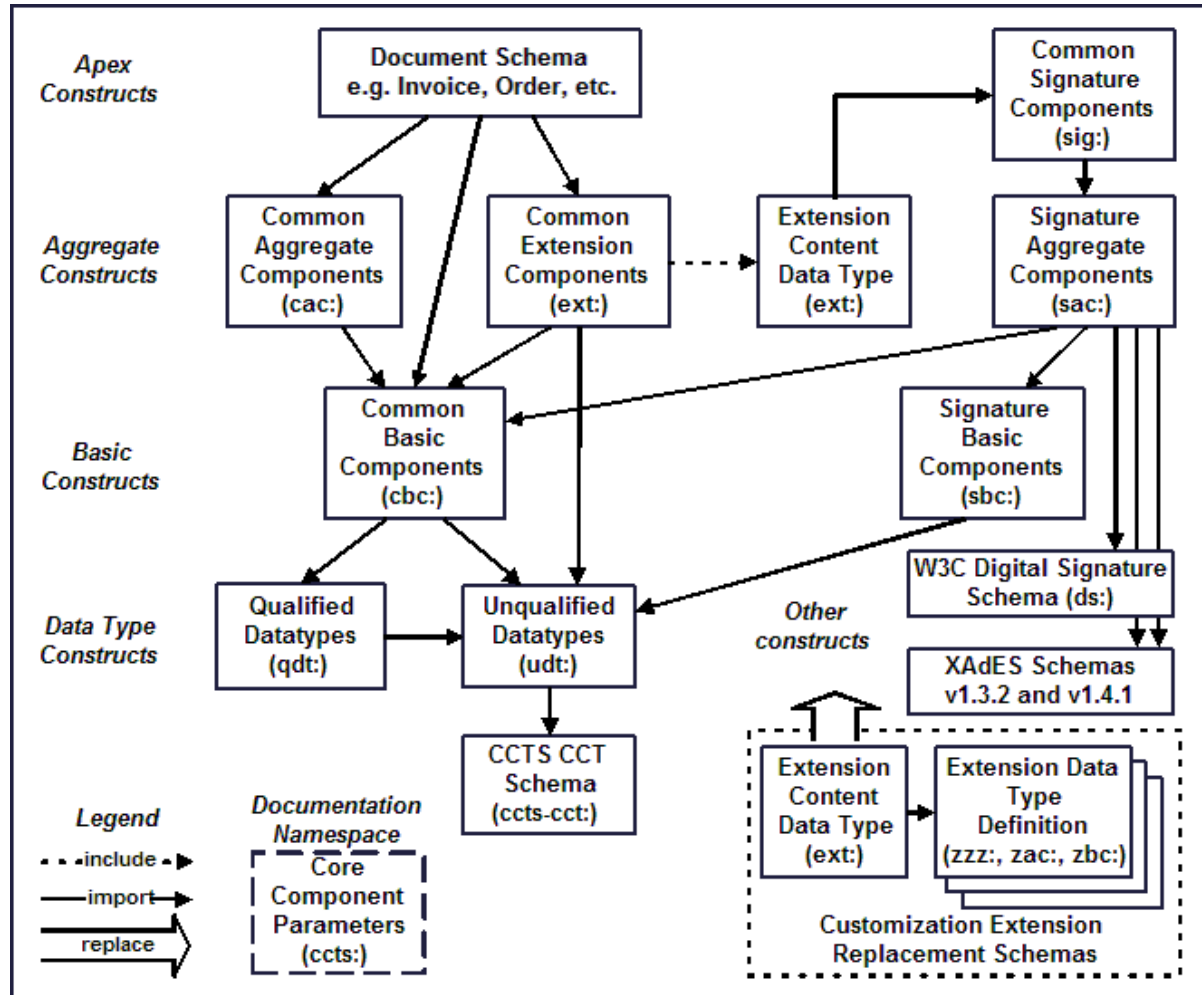 Apex
Constructs
Document Schema
e.g. Invoice, Order, etc.
Common
Signature
Components
(sig:)
Aggregate
Constructs
Common
Aggregate
Components
(cac:)
Common
Extension
Components
(ext:)
Extension
Content
Data Type
(ext:)
Signature
Aggregate
Components
(sac:)
Basic
Constructs
Common
Basic
Components
(cbc:)
Signature
Basic
Components
(sbc:)
Data Type
Constructs
Qualified
Datatypes
(qdt:)
Unqualified
Datatypes
(udt:)
Other
constructs
W3C Digital Signature
Schema (ds:)
XAdES Schemas
v1.3.2 and v1.4.1
CCTS CCT
Schema
(ccts-cct:)
Legend
include
import
replace
Documentation
Namespace
Core
Component
Parameters
(ccts:)
Extension
Content
Data Type
(ext:)
Extension Data
Type
Definition
(zzz:, zac:, zbc:)
Customization Extension
Replacement Schemas